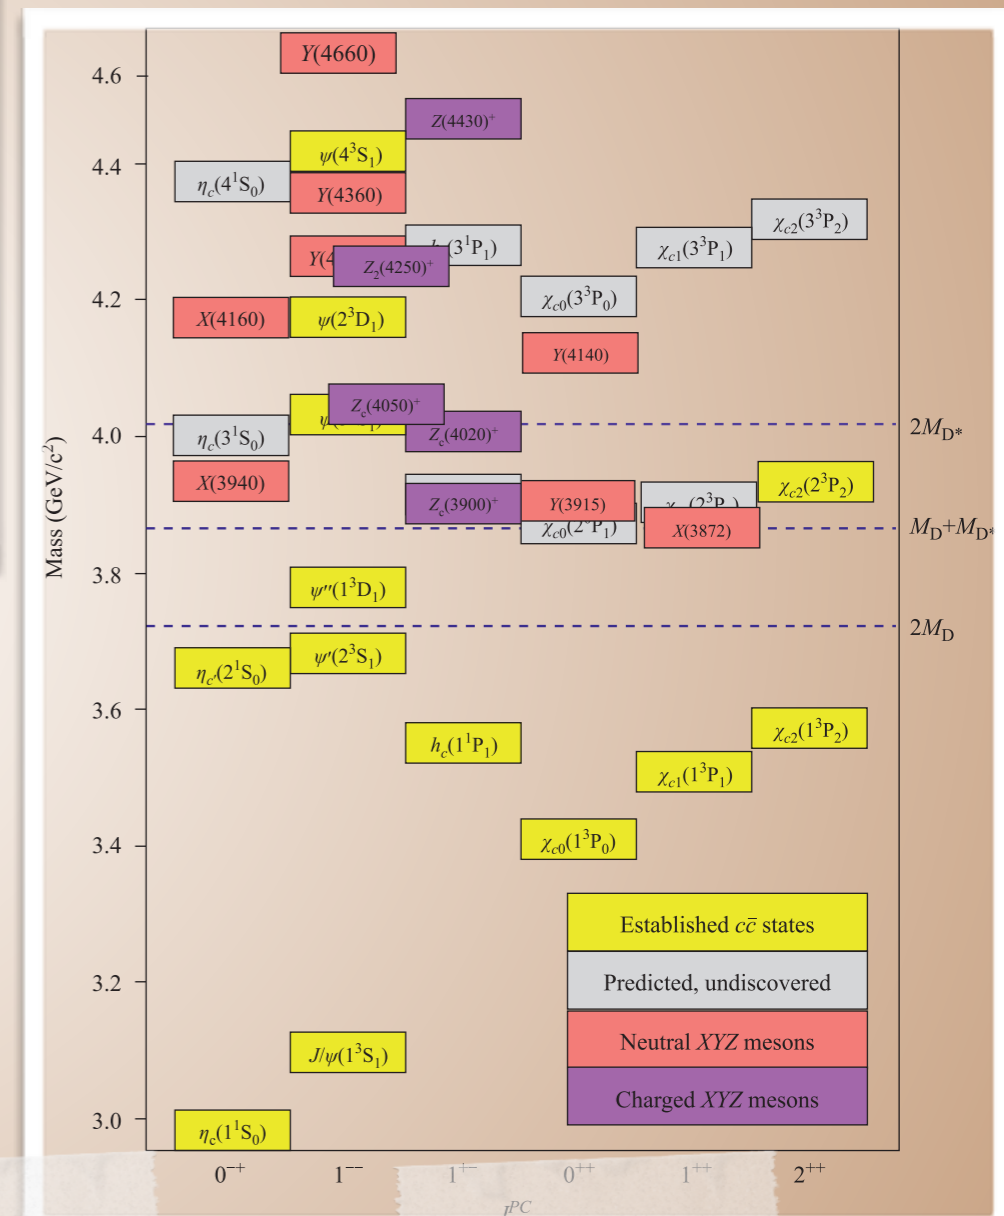 Y(4660)
4.6
Z(4430)⁺
ψ(4³S₁)
4.4
η_c(4¹S₀)
Y(4360)
χ_c2(3³P₂)
(3¹P₁)
χ_c1(3³P₁)
Y(4
Z₂(4250)⁺
4.2
χ_c0(3³P₀)
X(4160)
ψ(2³D₁)
Y(4140)
Z_c(4050)⁺
2M_D*
4.0
η_c(3¹S₀)
Z_c(4020)⁺
X(3940)
χ_c2(2³P₂)
Z_c(3900)⁺
Y(3915)
X(3872)
M_D+M_D*
Mass (GeV/c²)
3.8
ψ″(1³D₁)
2M_D
ψ′(2³S₁)
η_c′(2¹S₀)
3.6
h_c(1¹P₁)
χ_c2(1³P₂)
χ_c1(1³P₁)
3.4
χ_c0(1³P₀)
Established cc̄ states
Predicted, undiscovered
3.2
Neutral XYZ mesons
J/ψ(1³S₁)
Charged XYZ mesons
3.0
η_c(1¹S₀)
0⁻⁺ 1⁻⁻ 1⁺⁻ 0⁺⁺ 1⁺⁺ 2⁺⁺
J^PC